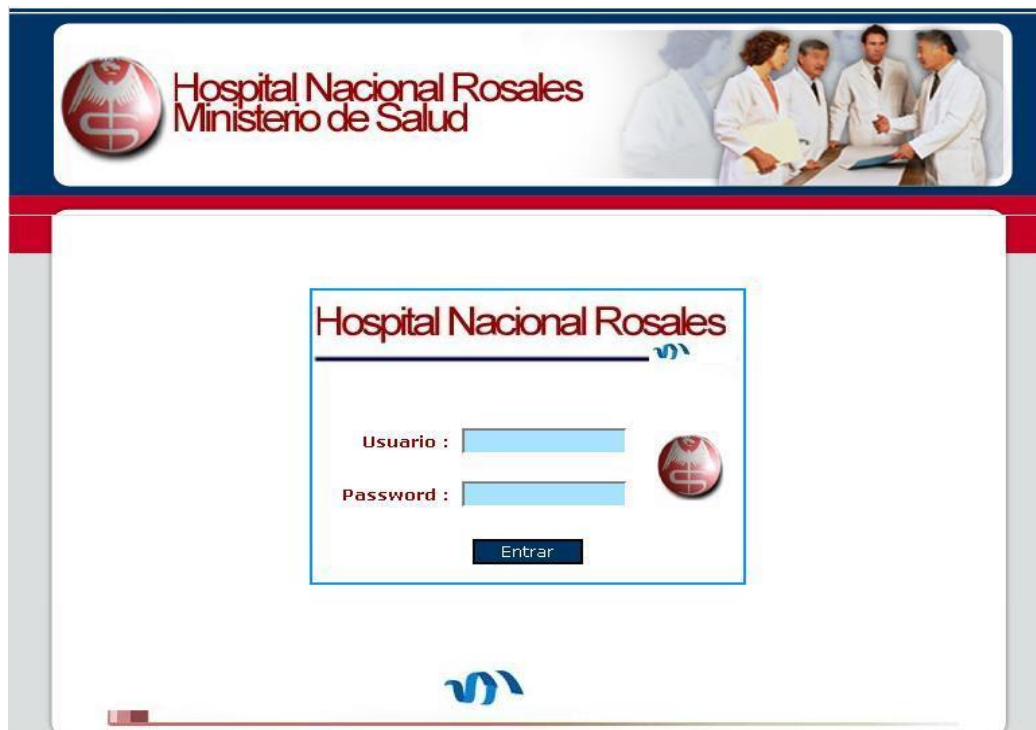 Hospital Nacional Rosales
Ministerio de Salud
Hospital Nacional Rosales
Usuario :
Password :
Entrar